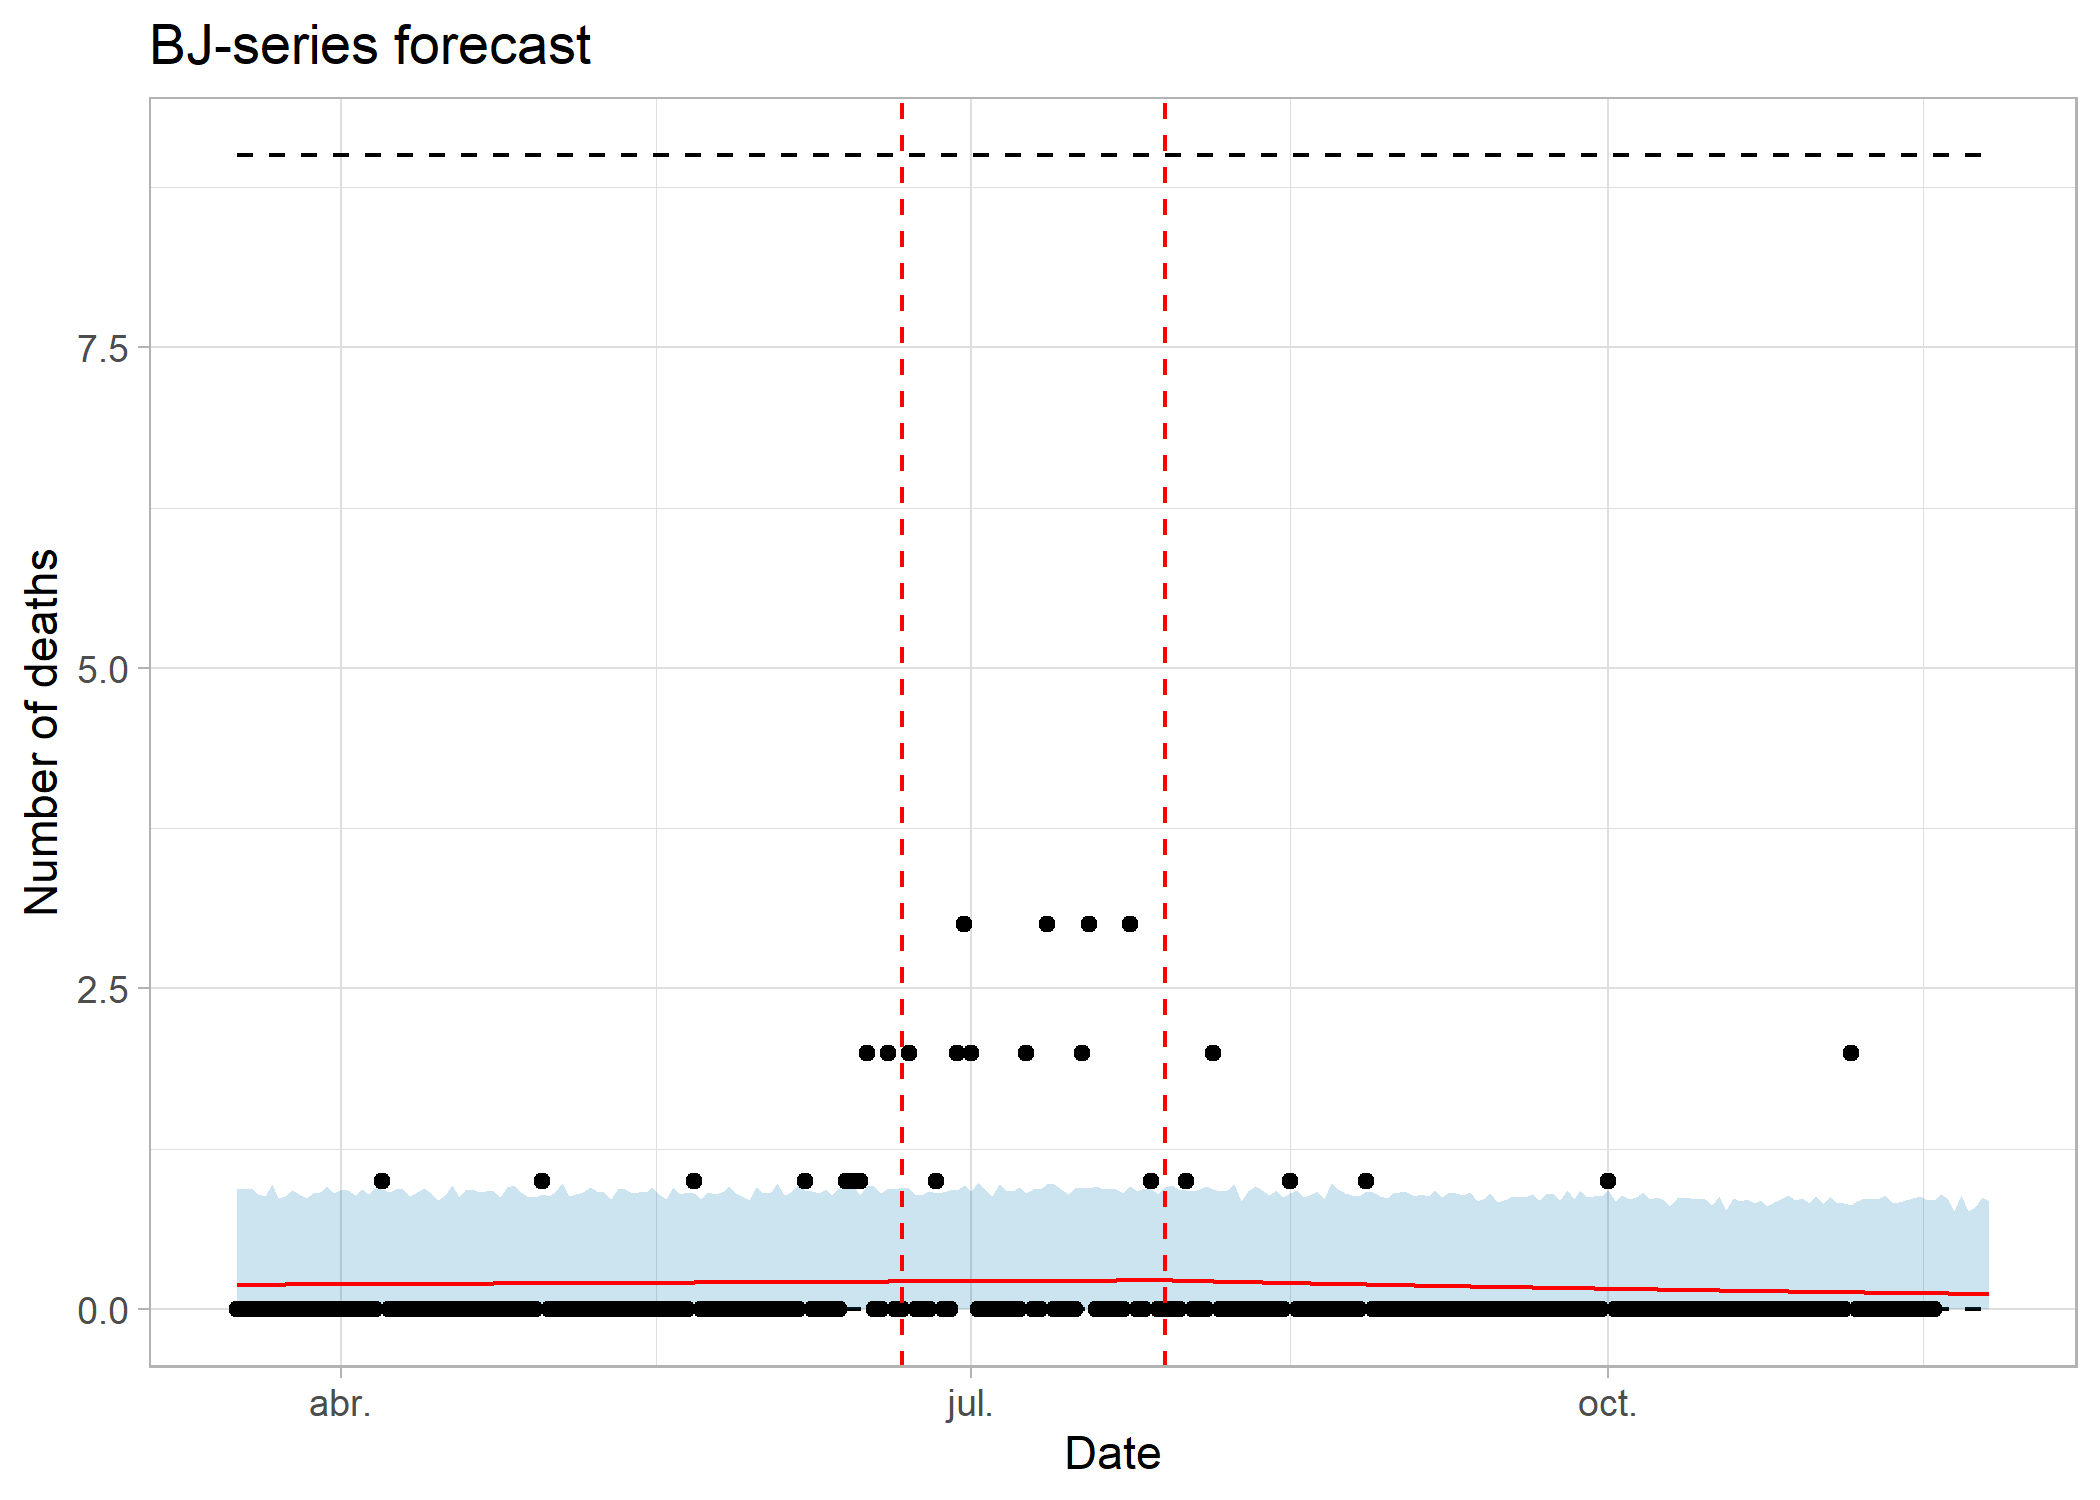 BJ-series forecast
Number of deaths
7.5
5.0
2.5
0.0
abr.
jul.
oct.
Date